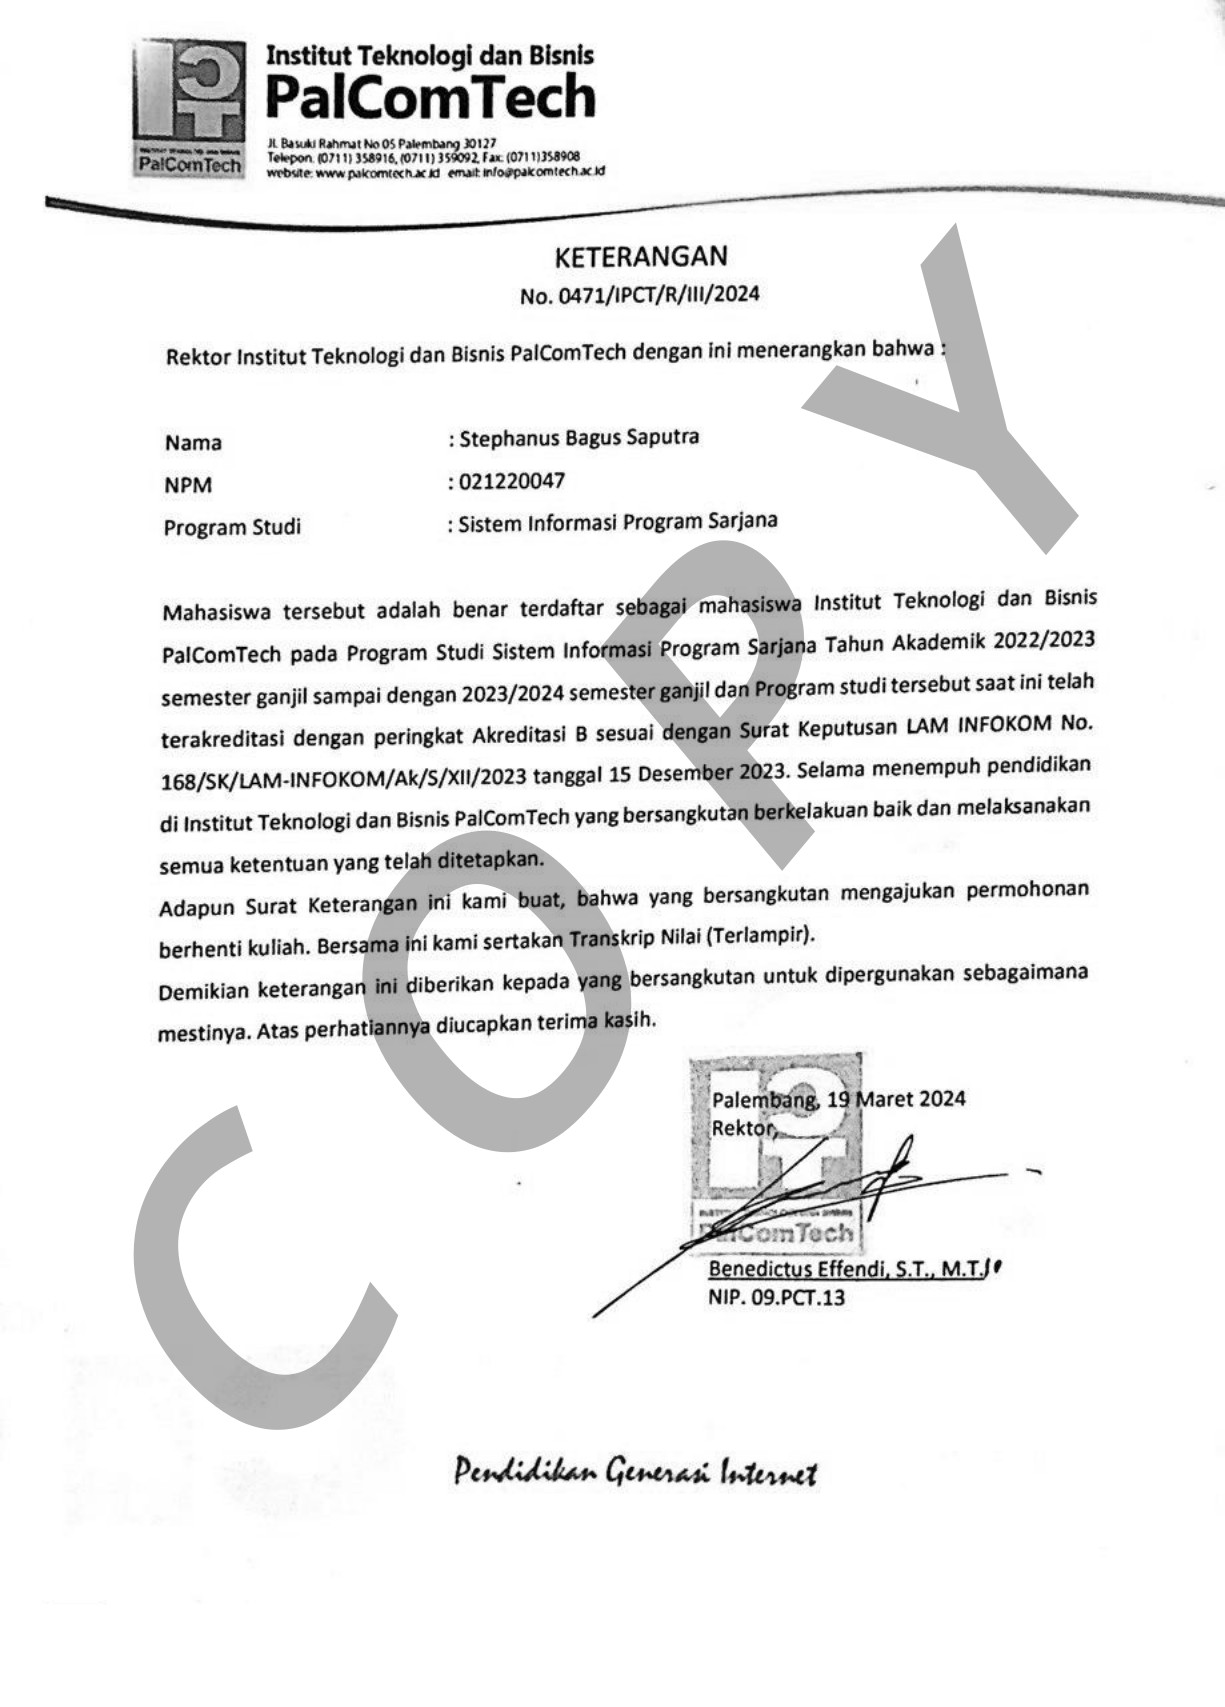 Institut Teknologi dan Bisnis
PalComTech
PalComTech
Jl. Basuki Rahmat No 05 Palembang 30127
Telepon. (0711) 358916, (0711) 359092, Fax: (0711)358908
website: www.palcomtech.ac.id email: info@palcomtech.ac.id
KETERANGAN
No. 0471/IPCT/R/III/2024
Rektor Institut Teknologi dan Bisnis PalComTech dengan ini menerangkan bahwa :
Nama : Stephanus Bagus Saputra
NPM : 021220047
Program Studi : Sistem Informasi Program Sarjana
Mahasiswa tersebut adalah benar terdaftar sebagai mahasiswa Institut Teknologi dan Bisnis
PalComTech pada Program Studi Sistem Informasi Program Sarjana Tahun Akademik 2022/2023
semester ganjil sampai dengan 2023/2024 semester ganjil dan Program studi tersebut saat ini telah
terakreditasi dengan peringkat Akreditasi B sesuai dengan Surat Keputusan LAM INFOKOM No.
168/SK/LAM-INFOKOM/Ak/S/XII/2023 tanggal 15 Desember 2023. Selama menempuh pendidikan
di Institut Teknologi dan Bisnis PalComTech yang bersangkutan berkelakuan baik dan melaksanakan
semua ketentuan yang telah ditetapkan.
Adapun Surat Keterangan ini kami buat, bahwa yang bersangkutan mengajukan permohonan
berhenti kuliah. Bersama ini kami sertakan Transkrip Nilai (Terlampir).
Demikian keterangan ini diberikan kepada yang bersangkutan untuk dipergunakan sebagaimana
mestinya. Atas perhatiannya diucapkan terima kasih.
Palembang, 19 Maret 2024
Rektor,
PalComTech
Benedictus Effendi, S.T., M.T.
NIP. 09.PCT.13
Pendidikan Generasi Internet
COPY